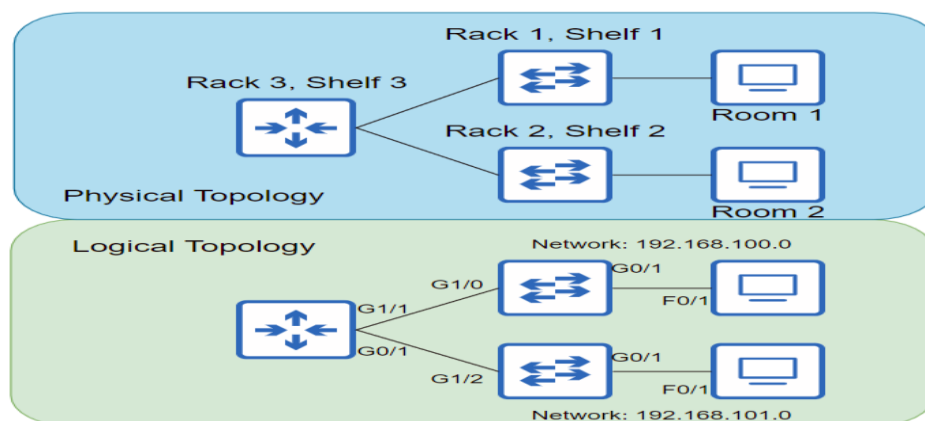 Rack 1, Shelf 1
Rack 3, Shelf 3
Room 1
Rack 2, Shelf 2
Physical Topology
Room 2
Logical Topology
Network: 192.168.100.0
G0/1
G1/0
F0/1
G1/1
G0/1
G0/1
G1/2
F0/1
Network: 192.168.101.0